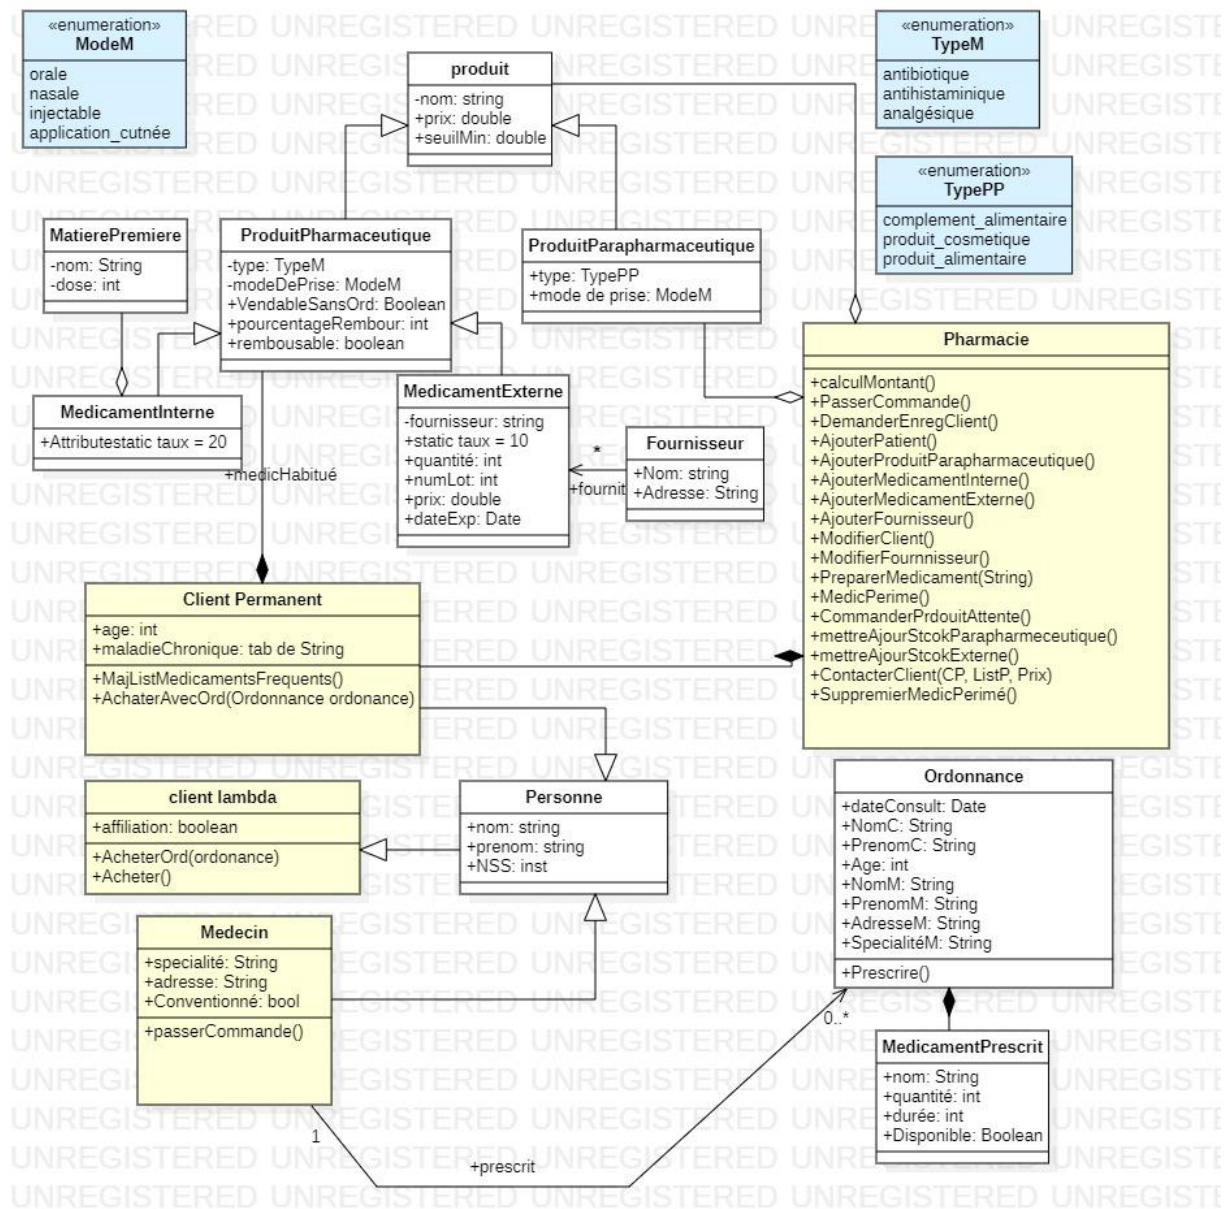 «enumeration»
ModeM
orale
nasale
injectable
application_cutnée
produit
-nom: string
+prix: double
+seuilMin: double
«enumeration»
TypeM
antibiotique
antihistaminique
analgésique
«enumeration»
TypePP
complement_alimentaire
produit_cosmetique
produit_alimentaire
MatierePremiere
-nom: String
-dose: int
ProduitPharmaceutique
-type: TypeM
-modeDePrise: ModeM
+VendableSansOrd: Boolean
+pourcentageRembour: int
+rembousable: boolean
ProduitParapharmaceutique
+type: TypePP
+mode de prise: ModeM
MedicamentInterne
+Attributestatic taux = 20
MedicamentExterne
-fournisseur: string
+static taux = 10
+quantité: int
+numLot: int
+prix: double
+dateExp: Date
*
+fournit
Fournisseur
+Nom: string
+Adresse: String
+medicHabitué
Pharmacie
+calculMontant()
+PasserCommande()
+DemanderEnregClient()
+AjouterPatient()
+AjouterProduitParapharmaceutique()
+AjouterMedicamentInterne()
+AjouterMedicamentExterne()
+AjouterFournisseur()
+ModifierClient()
+ModifierFournnisseur()
+PreparerMedicament(String)
+MedicPerime()
+CommanderPrdouitAttente()
+mettreAjourStcokParapharmeceutique()
+mettreAjourStcokExterne()
+ContacterClient(CP, ListP, Prix)
+SuppremierMedicPerimé()
Client Permanent
+age: int
+maladieChronique: tab de String
+MajListMedicamentsFrequents()
+AchaterAvecOrd(Ordonnance ordonance)
client lambda
+affiliation: boolean
+AcheterOrd(ordonance)
+Acheter()
Personne
+nom: string
+prenom: string
+NSS: inst
Medecin
+specialité: String
+adresse: String
+Conventionné: bool
+passerCommande()
Ordonnance
+dateConsult: Date
+NomC: String
+PrenomC: String
+Age: int
+NomM: String
+PrenomM: String
+AdresseM: String
+SpecialitéM: String
+Prescrire()
0..*
1
+prescrit
MedicamentPrescrit
+nom: String
+quantité: int
+durée: int
+Disponible: Boolean
UNREGISTERED